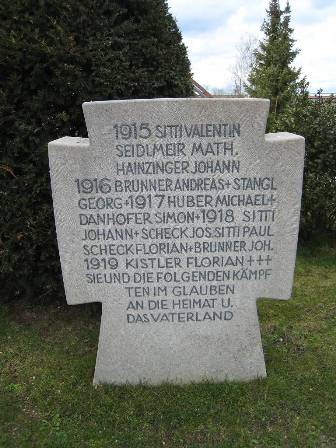 1915 SITTI VALENTIN
SEIDLMEIR MATH.
HAINZINGER JOHANN
1916 BRUNNER ANDREAS + STANGL
GEORG + 1917 HUBER MICHAEL +
DANHOFER SIMON + 1918 SITTI
JOHANN + SCHECK JOS. SITTI PAUL
SCHECK FLORIAN + BRUNNER JOH.
1919 KISTLER FLORIAN +++
SIE UND DIE FOLGENDEN KÄMPF
TEN IM GLAUBEN
AN DIE HEIMAT U.
DAS VATERLAND